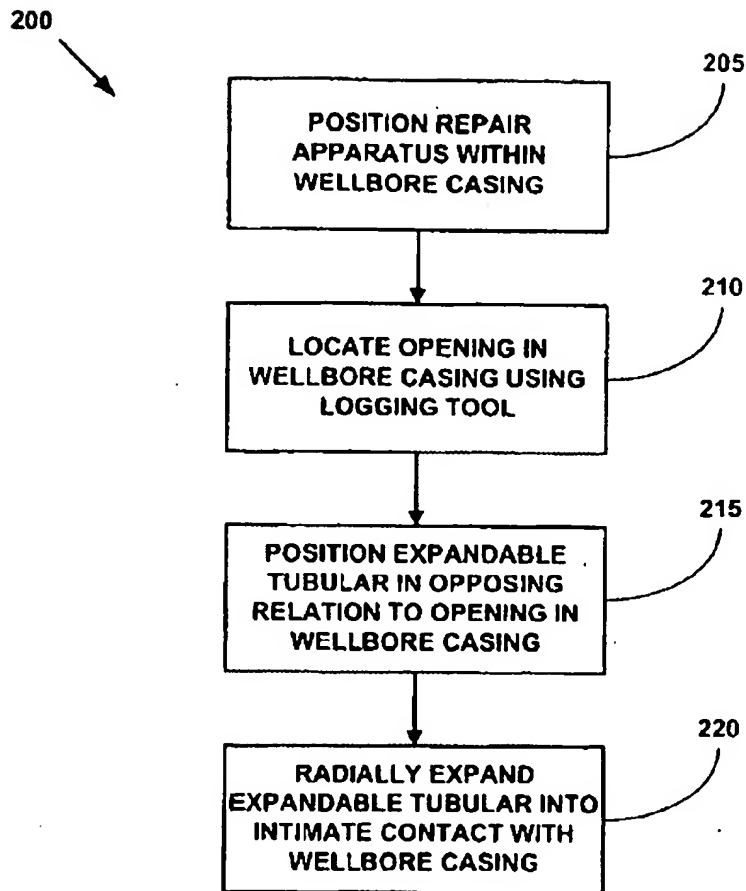 200
205
POSITION REPAIR
APPARATUS WITHIN
WELLBORE CASING
210
LOCATE OPENING IN
WELLBORE CASING USING
LOGGING TOOL
215
POSITION EXPANDABLE
TUBULAR IN OPPOSING
RELATION TO OPENING IN
WELLBORE CASING
220
RADIALLY EXPAND
EXPANDABLE TUBULAR INTO
INTIMATE CONTACT WITH
WELLBORE CASING